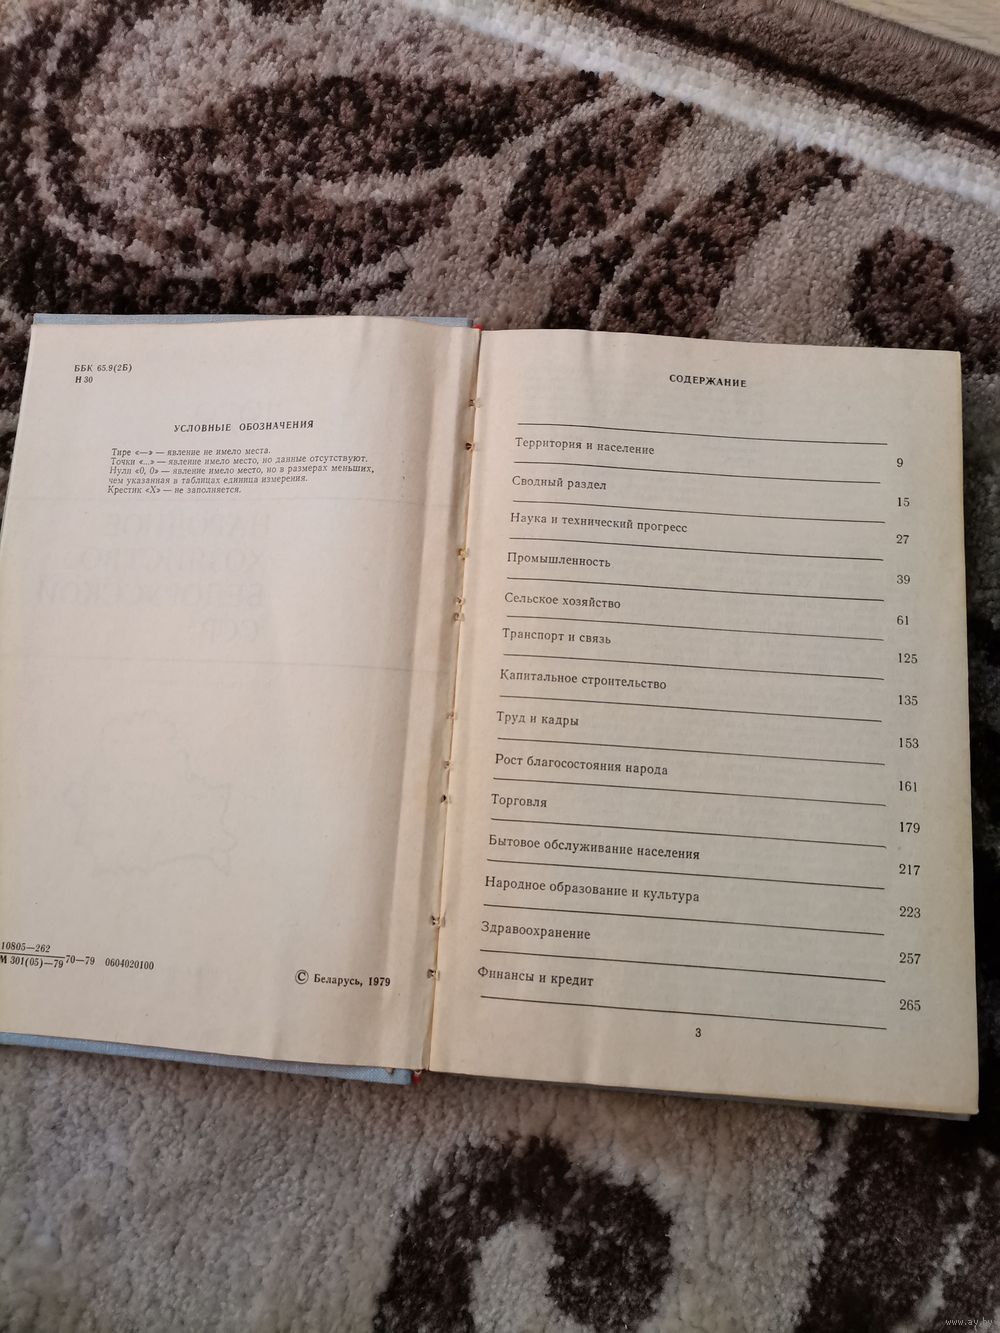 ББК 65.9(2Б)
Н 30
УСЛОВНЫЕ ОБОЗНАЧЕНИЯ
Тире «—» — явление не имело места.
Точки «...» — явление имело место, но данные отсутствуют.
Нули «0, 0» — явление имело место, но в размерах меньших,
чем указанная в таблицах единица измерения.
Крестик «X» — не заполняется.
10805—262
М 301(05)—79 70—79 0604020100
© Беларусь, 1979
СОДЕРЖАНИЕ
Территория и население 9
Сводный раздел 15
Наука и технический прогресс 27
Промышленность 39
Сельское хозяйство 61
Транспорт и связь 125
Капитальное строительство 135
Труд и кадры 153
Рост благосостояния народа 161
Торговля 179
Бытовое обслуживание населения 217
Народное образование и культура 223
Здравоохранение 257
Финансы и кредит 265
3
www.ay.by